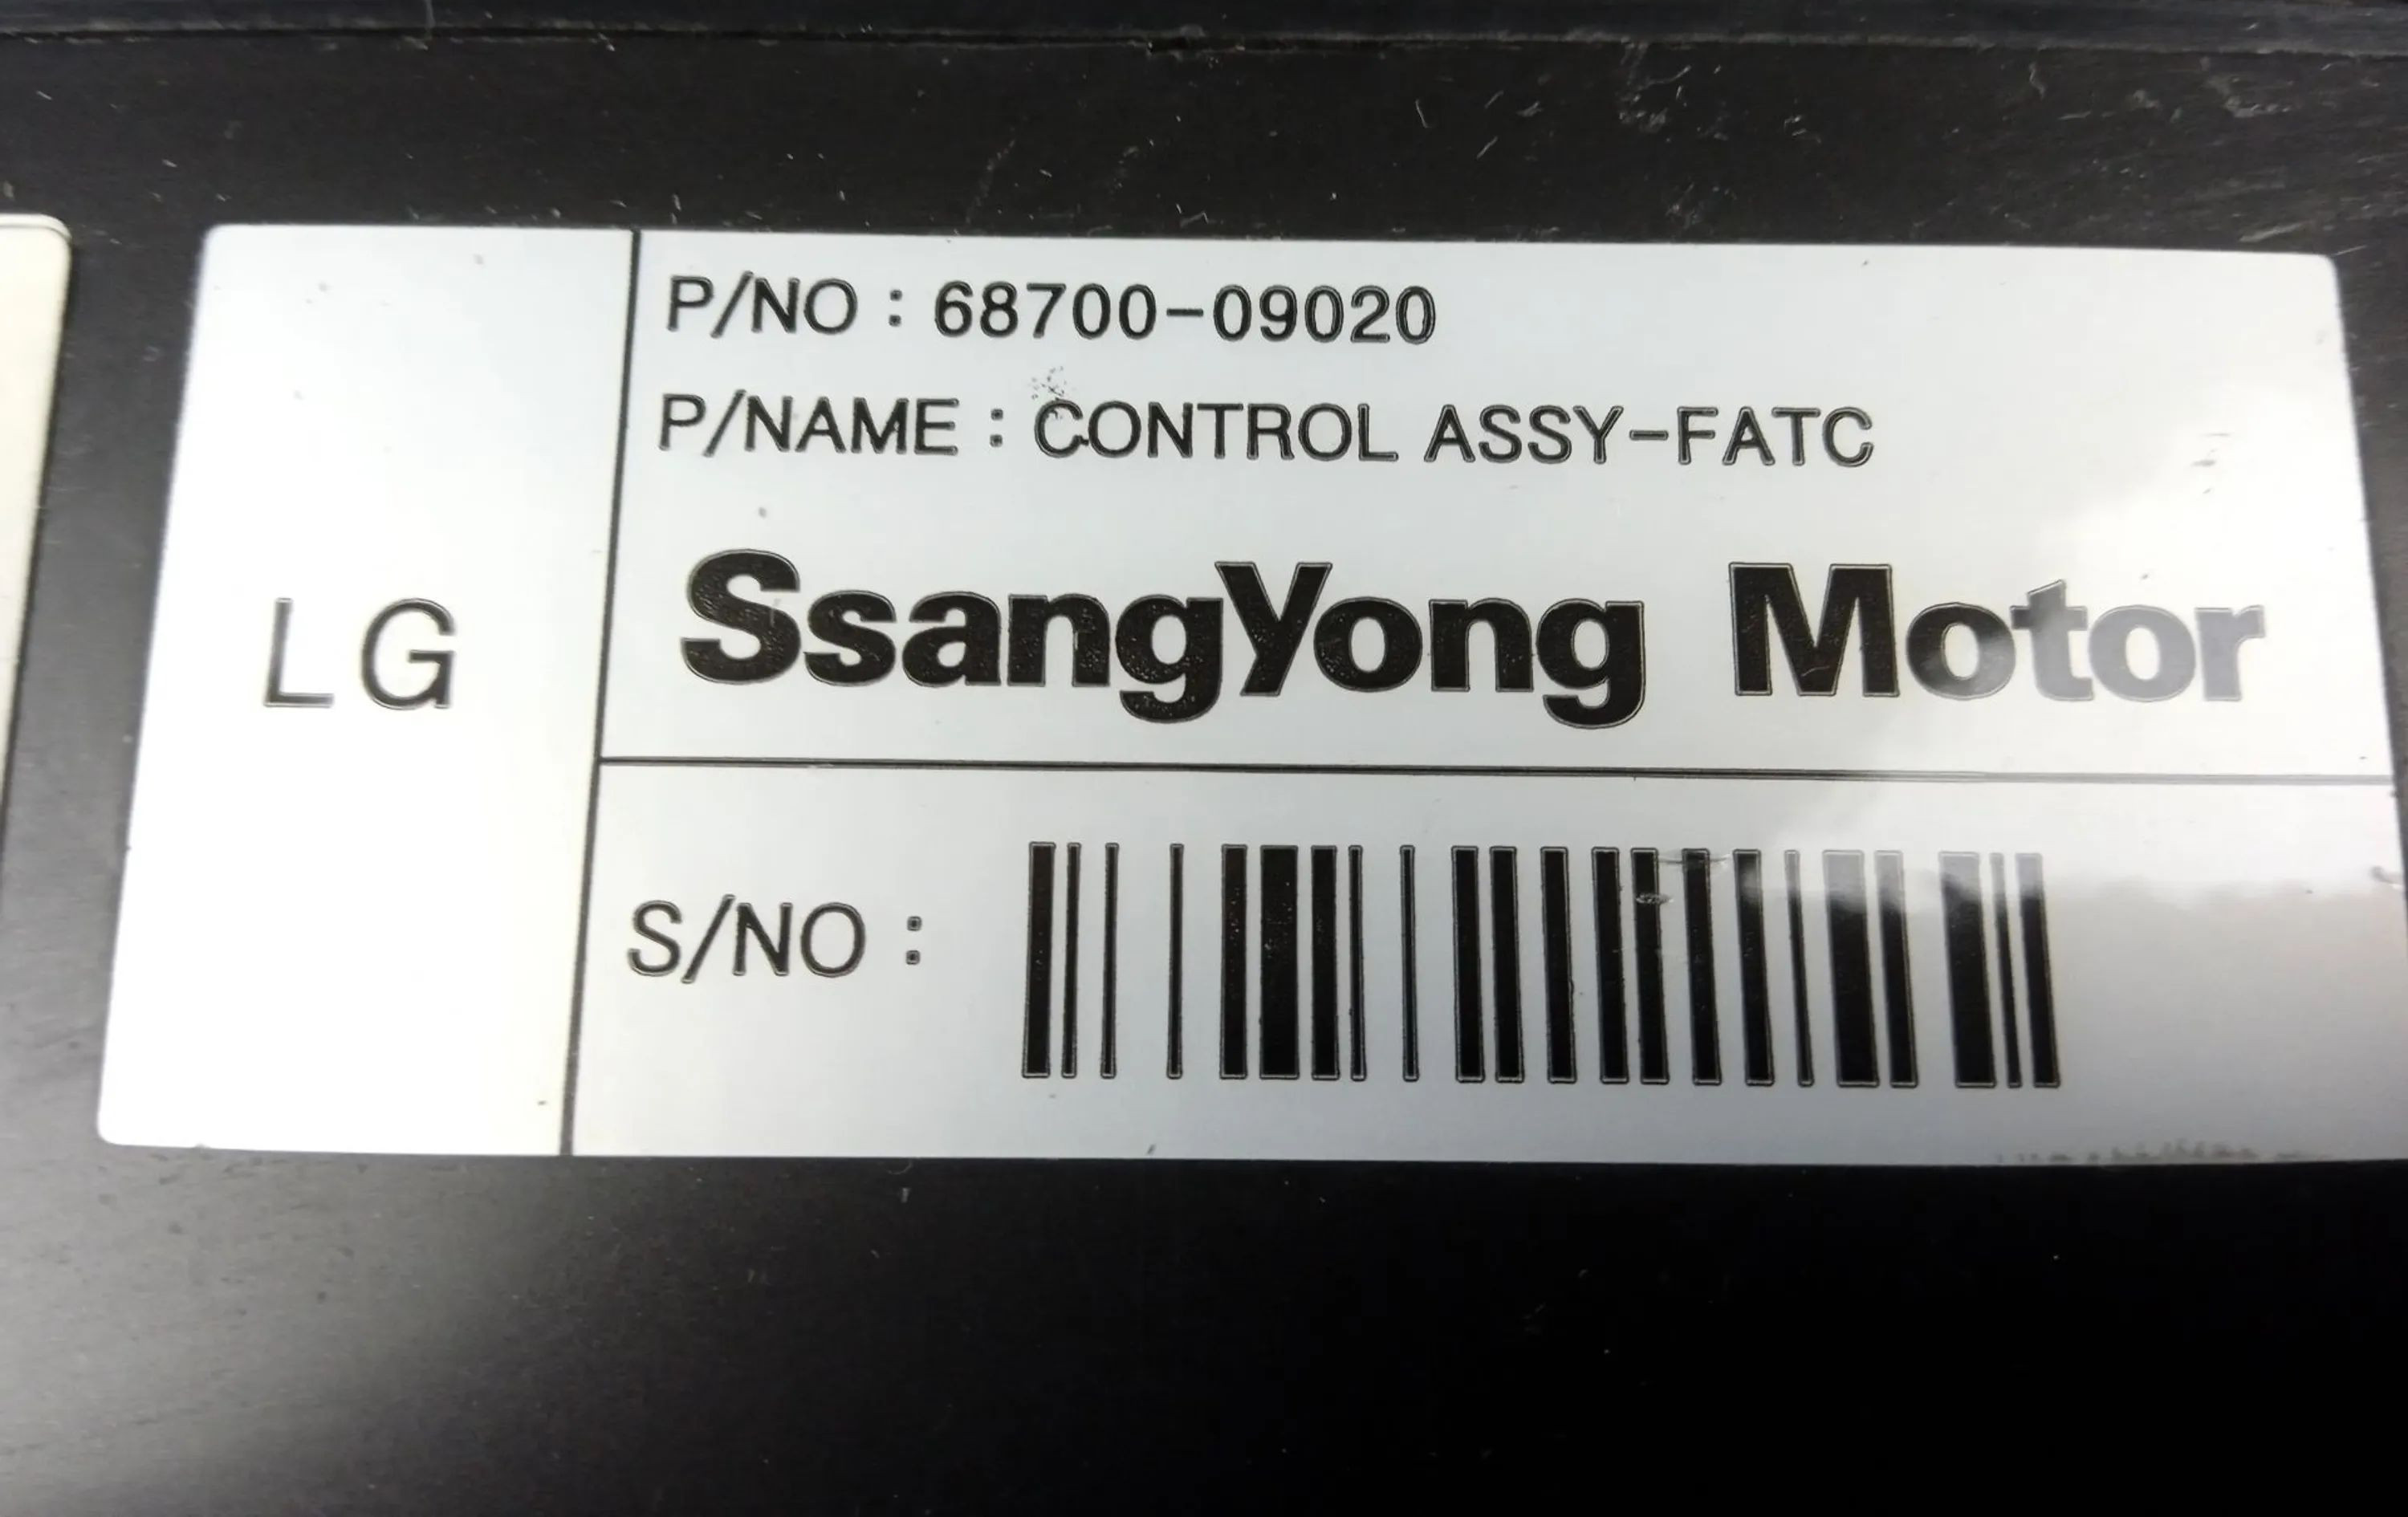 P/NO : 68700-09020
P/NAME : CONTROL ASSY-FATC
LG
SsangYong Motor
S/NO :